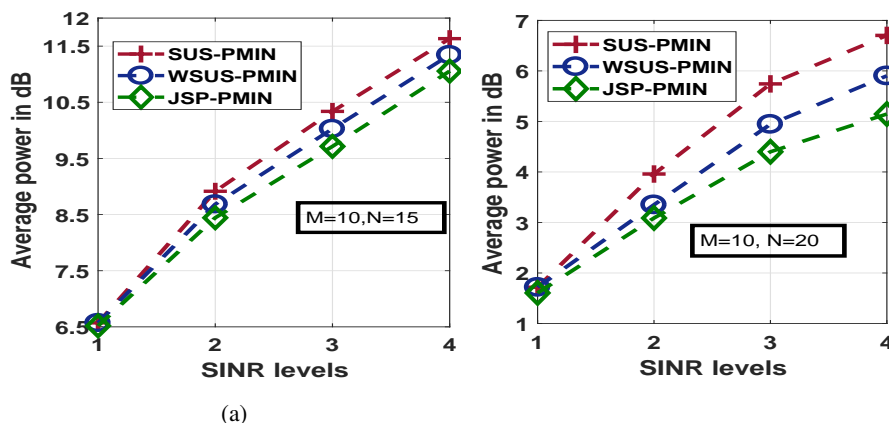 Average power in dB
11.5
10.5
9.5
8.5
7.5
6.5
SUS-PMIN
WSUS-PMIN
JSP-PMIN
M=10,N=15
1 2 3 4
SINR levels
(a)
Average power in dB
7
6
5
4
3
2
1
SUS-PMIN
WSUS-PMIN
JSP-PMIN
M=10, N=20
1 2 3 4
SINR levels